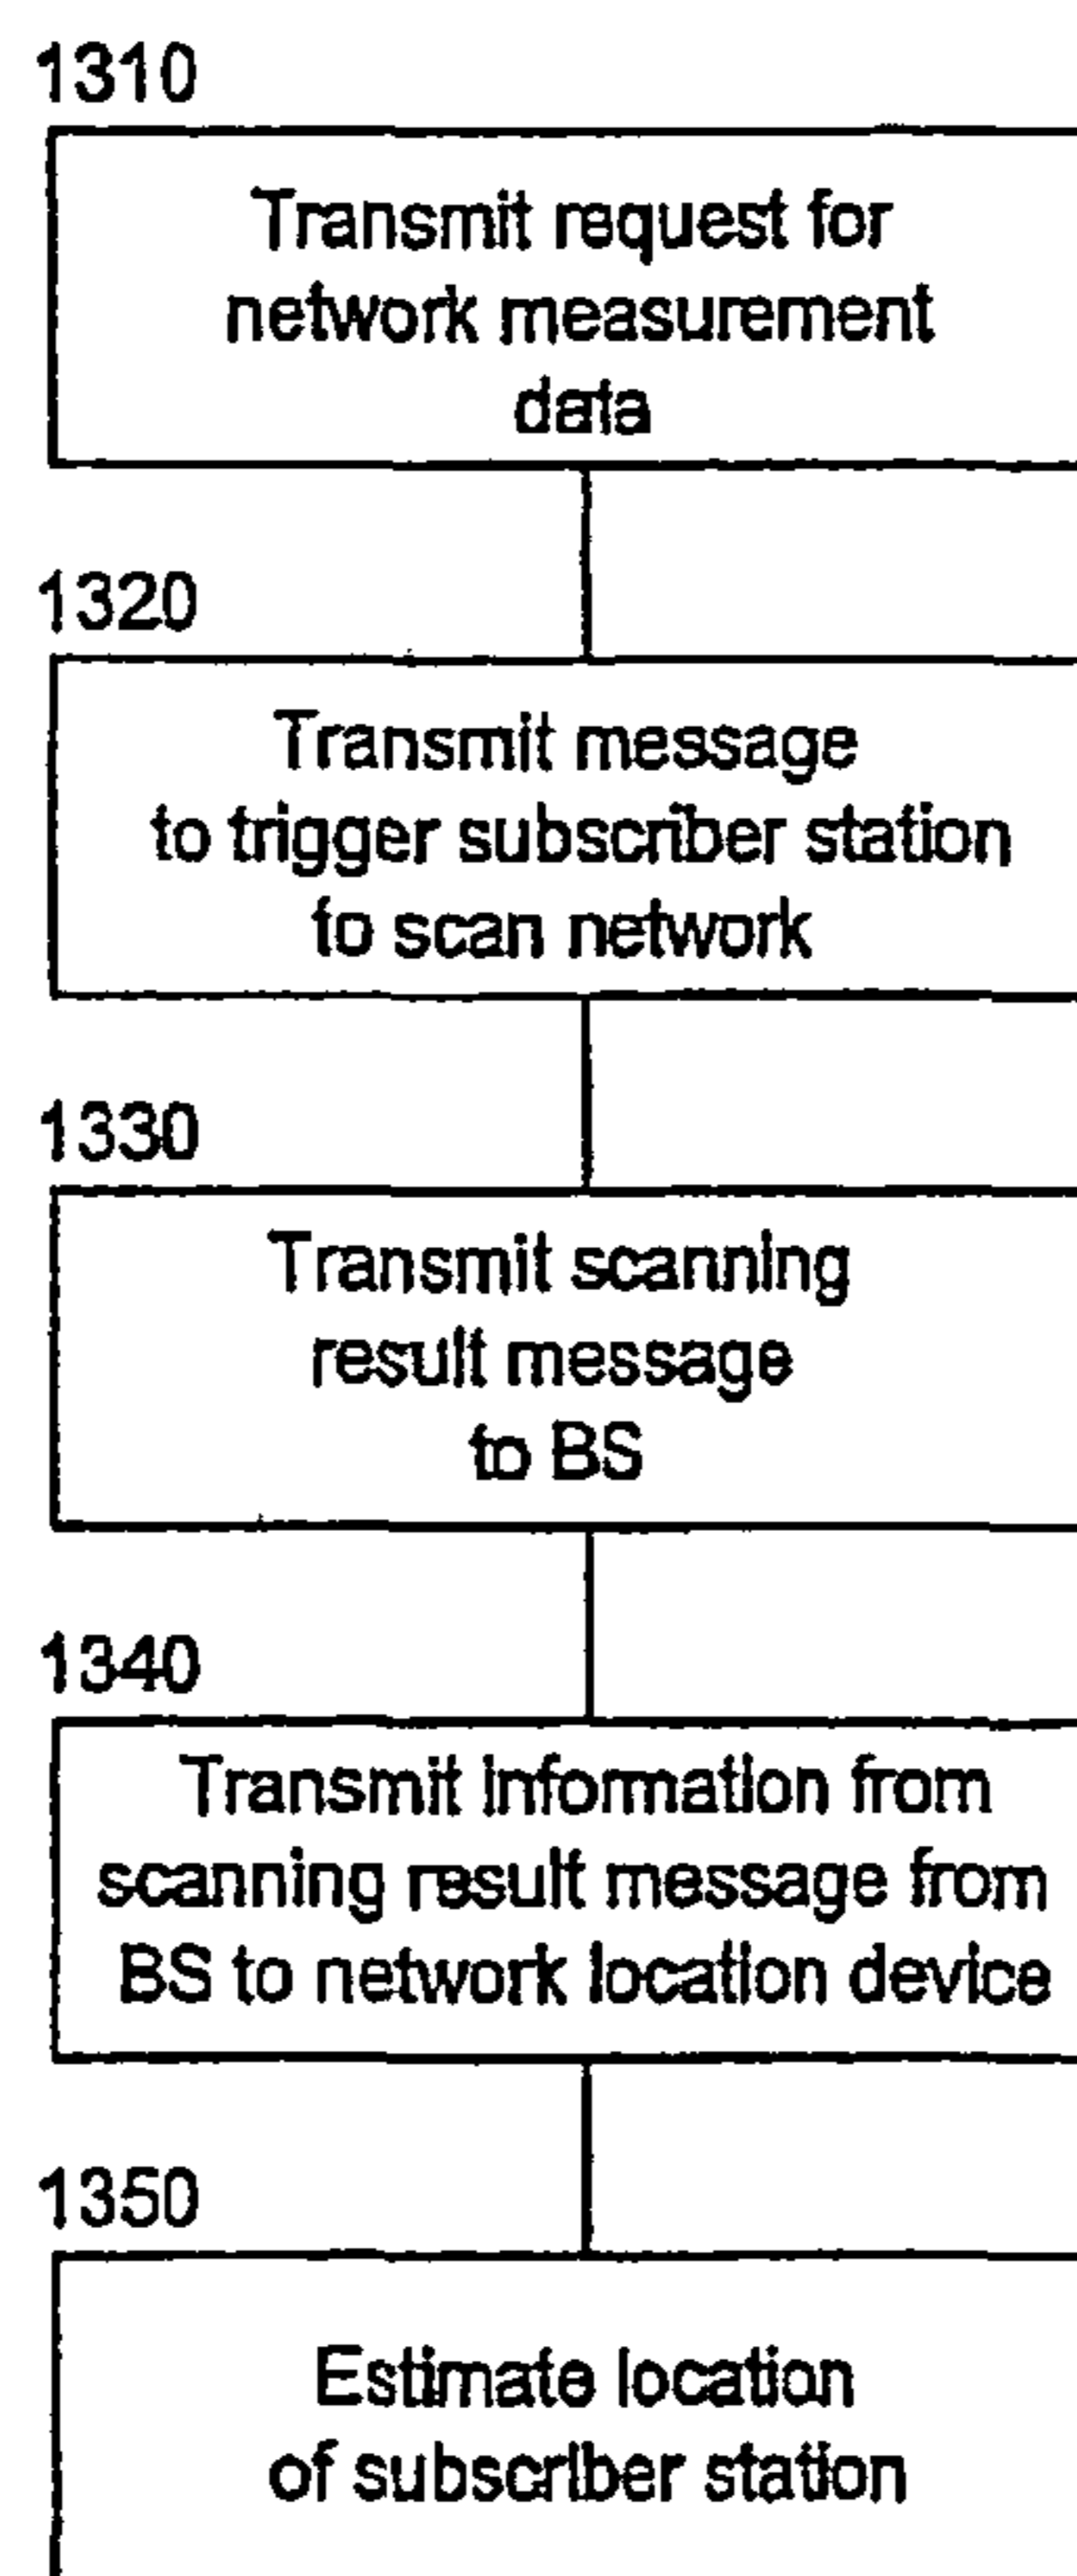 1310
Transmit request for
network measurement
data
1320
Transmit message
to trigger subscriber station
to scan network
1330
Transmit scanning
result message
to BS
1340
Transmit information from
scanning result message from
BS to network location device
1350
Estimate location
of subscriber station